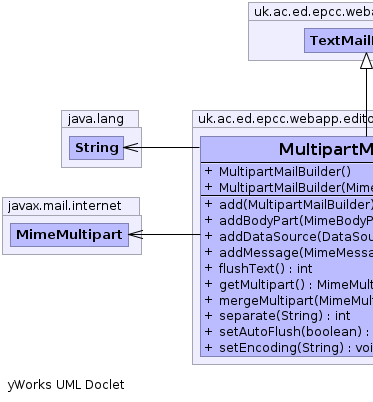 uk.ac.ed.epcc.weba
TextMail
java.lang
String
uk.ac.ed.epcc.webapp.edito
MultipartM
+ MultipartMailBuilder()
+ MultipartMailBuilder(Mime
+ add(MultipartMailBuilder)
+ addBodyPart(MimeBodyP
+ addDataSource(DataSou
+ addMessage(MimeMessa
+ flushText() : int
+ getMultipart() : MimeMult
+ mergeMultipart(MimeMult
+ separate(String) : int
+ setAutoFlush(boolean) :
+ setEncoding(String) : voi
javax.mail.internet
MimeMultipart
yWorks UML Doclet